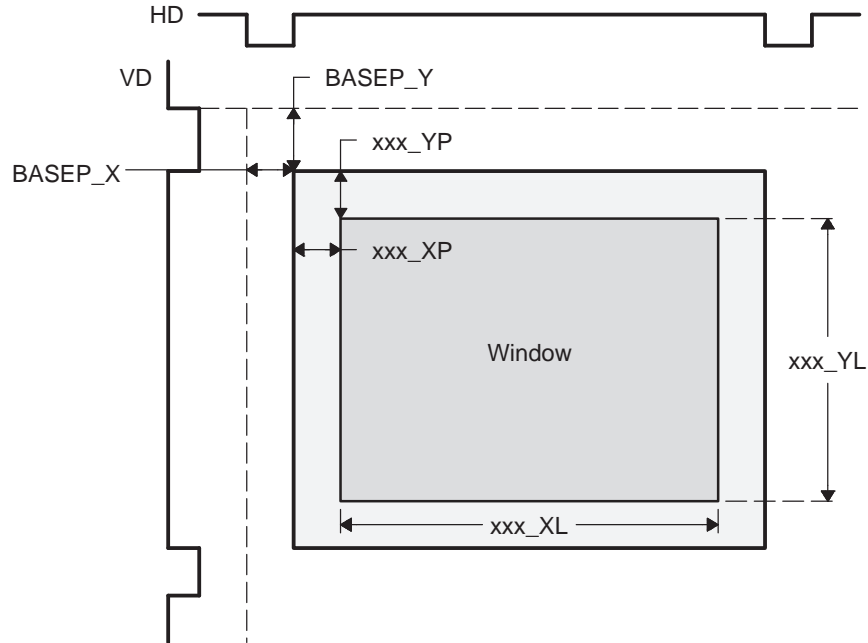 HD
VD
BASEP_Y
xxx_YP
BASEP_X
xxx_XP
Window
xxx_YL
xxx_XL